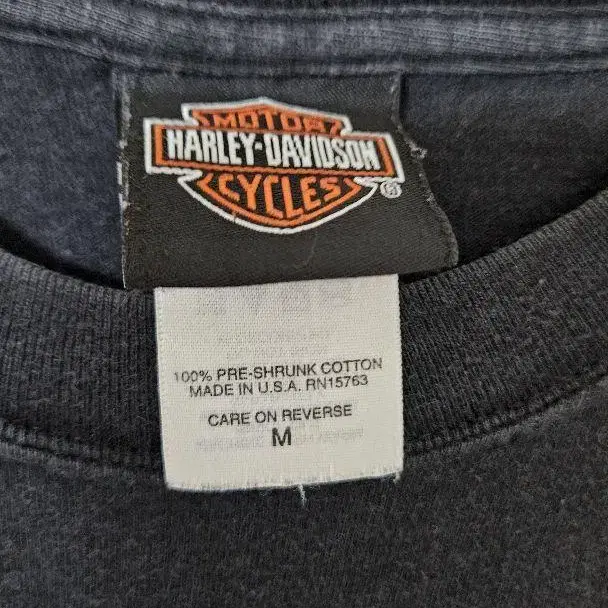 MOTOR
HARLEY-DAVIDSON
CYCLES
®
100% PRE-SHRUNK COTTON
MADE IN U.S.A. RN15763
CARE ON REVERSE
M